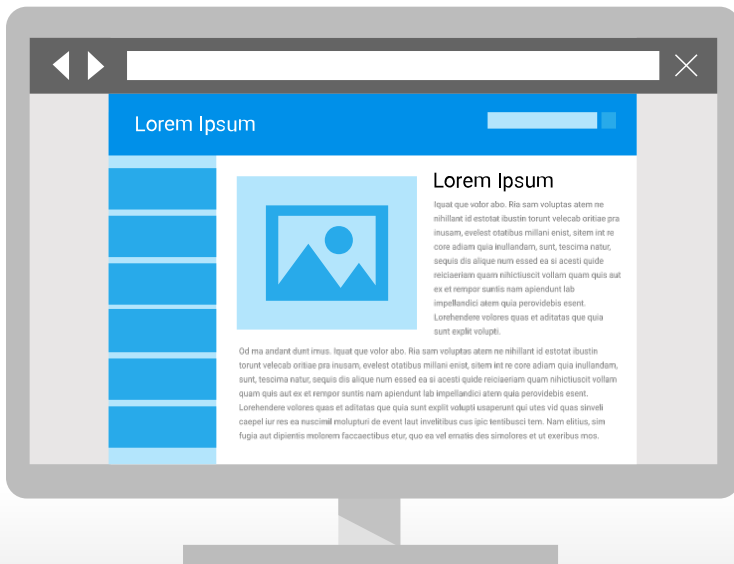 Lorem Ipsum
Lorem Ipsum
Iquat que volor abo. Ria sam voluptas atem ne
nihillant id estotat ibustin torunt velecab oritiae pra
inusam, evelest otatibus millani enist, sitem int re
core adiam quia inullandam, sunt, tescima natur,
sequis dis alique num essed ea si acesti quide
reiciaeriam quam nihictiuscit vollam quam quis aut
ex et rempor suntis nam apiendunt lab
impellandici atem quia perovidebis esent.
Lorehendere volores quas et aditatas que quia
sunt explit volupti.
Od ma andant dunt imus. Iquat que volor abo. Ria sam voluptas atem ne nihillant id estotat ibustin
torunt velecab oritiae pra inusam, evelest otatibus millani enist, sitem int re core adiam quia inullandam,
sunt, tescima natur, sequis dis alique num essed ea si acesti quide reiciaeriam quam nihictiuscit vollam
quam quis aut ex et rempor suntis nam apiendunt lab impellandici atem quia perovidebis esent.
Lorehendere volores quas et aditatas que quia sunt explit volupti usaperunt qui utes vid quas sinveli
caepel iur res ea nuscimil molupturi de event laut invelitibus cus ipic tentibusci tem. Nam elitius, sim
fugia aut dipientis molorem faccaectibus etur, quo ea vel ematis des simolores et ut exeribus mos.